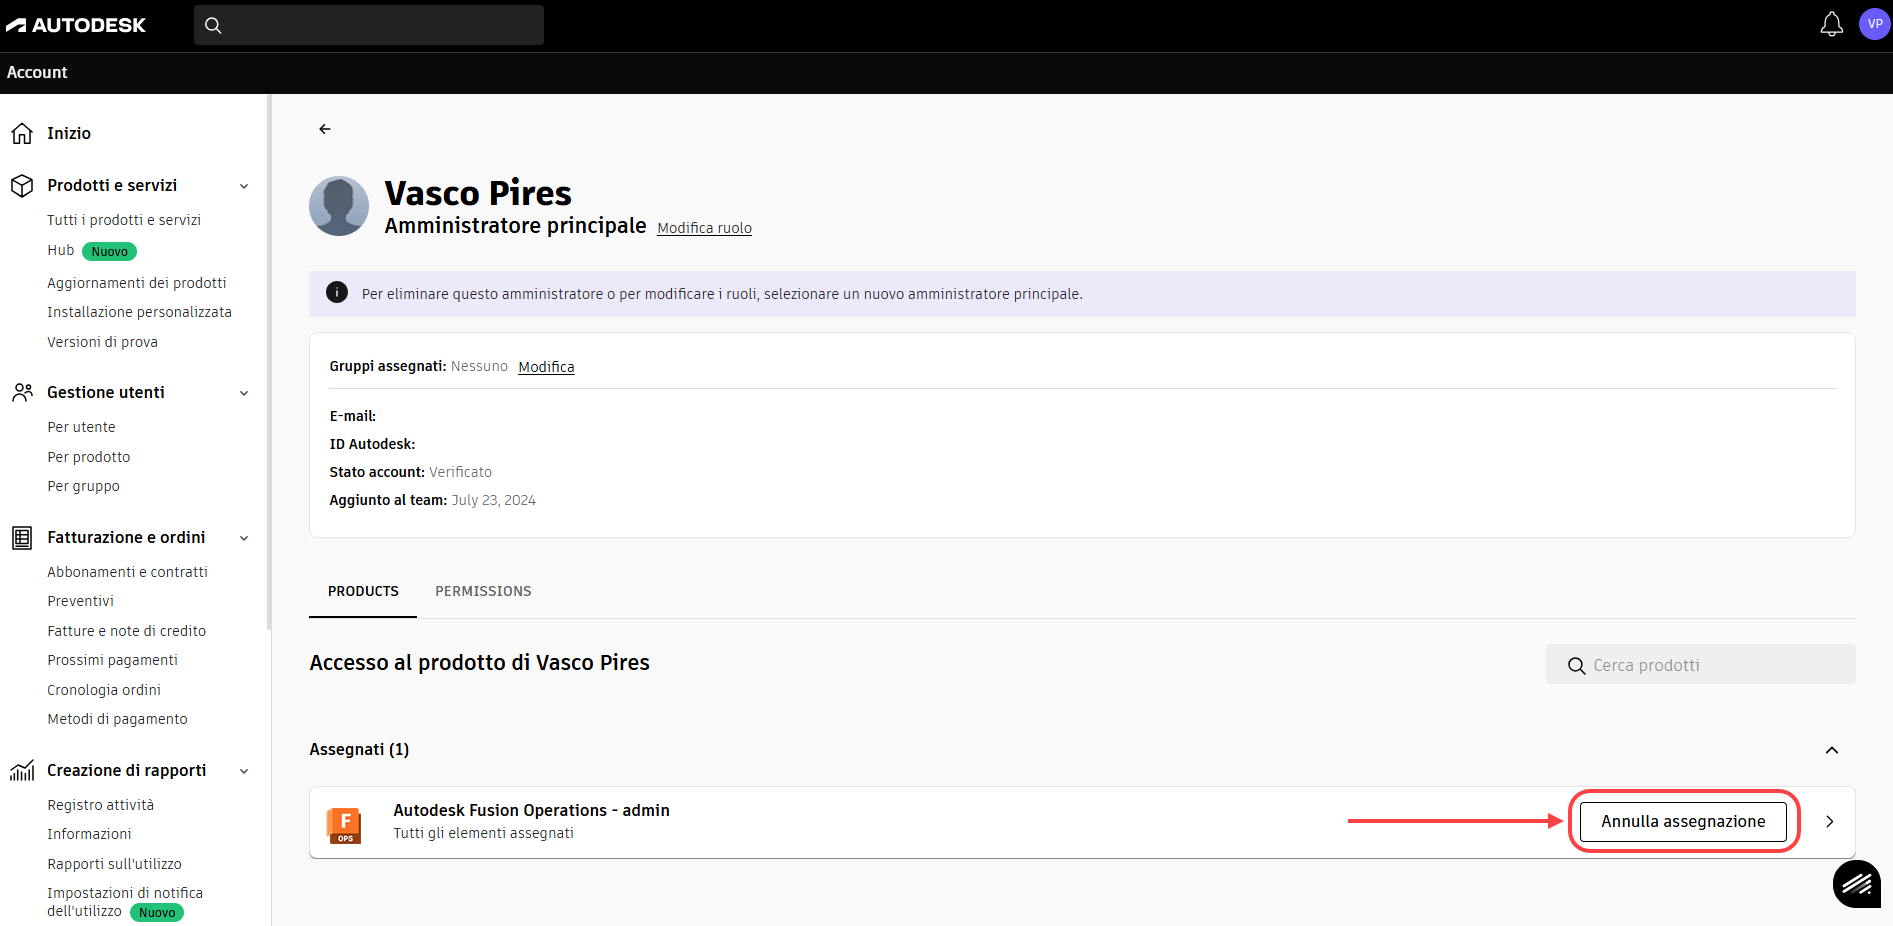 AUTODESK
VP
Account
Inizio
Prodotti e servizi
Tutti i prodotti e servizi
Hub Nuovo
Aggiornamenti dei prodotti
Installazione personalizzata
Versioni di prova
Gestione utenti
Per utente
Per prodotto
Per gruppo
Fatturazione e ordini
Abbonamenti e contratti
Preventivi
Fatture e note di credito
Prossimi pagamenti
Cronologia ordini
Metodi di pagamento
Creazione di rapporti
Registro attività
Informazioni
Rapporti sull'utilizzo
Impostazioni di notifica
dell'utilizzo Nuovo
Vasco Pires
Amministratore principale Modifica ruolo
Per eliminare questo amministratore o per modificare i ruoli, selezionare un nuovo amministratore principale.
Gruppi assegnati: Nessuno Modifica
E-mail:
ID Autodesk:
Stato account: Verificato
Aggiunto al team: July 23, 2024
PRODUCTS PERMISSIONS
Accesso al prodotto di Vasco Pires
Cerca prodotti
Assegnati (1)
F
OPS
Autodesk Fusion Operations - admin
Tutti gli elementi assegnati
Annulla assegnazione